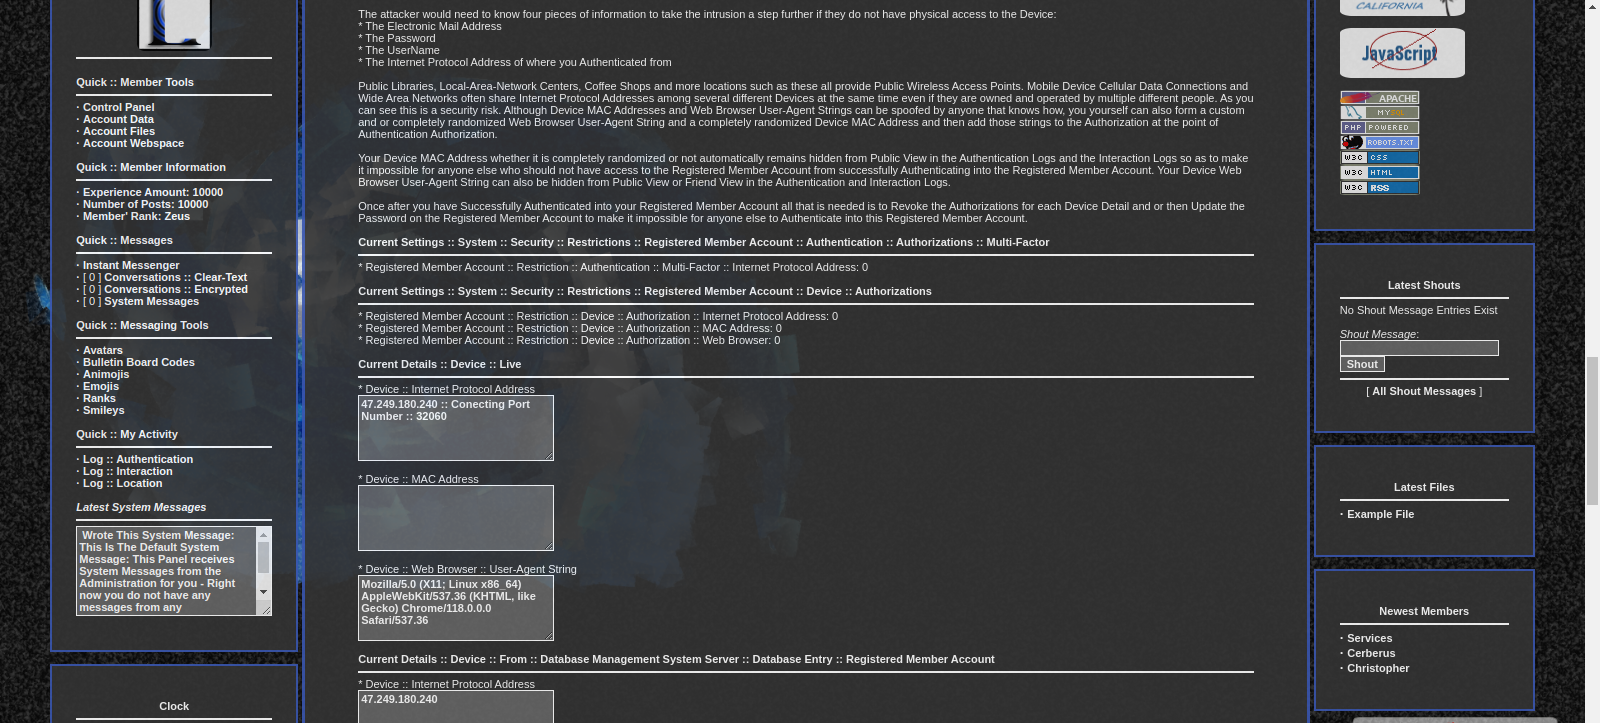 Quick :: Member Tools
· Control Panel
· Account Data
· Account Files
· Account Webspace
Quick :: Member Information
· Experience Amount: 10000
· Number of Posts: 10000
· Member' Rank: Zeus
Quick :: Messages
· Instant Messenger
· [ 0 ] Conversations :: Clear-Text
· [ 0 ] Conversations :: Encrypted
· [ 0 ] System Messages
Quick :: Messaging Tools
· Avatars
· Bulletin Board Codes
· Animojis
· Emojis
· Ranks
· Smileys
Quick :: My Activity
· Log :: Authentication
· Log :: Interaction
· Log :: Location
Latest System Messages
Wrote This System Message:
This Is The Default System
Message: This Panel receives
System Messages from the
Administration for you - Right
now you do not have any
messages from any
Clock
The attacker would need to know four pieces of information to take the intrusion a step further if they do not have physical access to the Device:
* The Electronic Mail Address
* The Password
* The UserName
* The Internet Protocol Address of where you Authenticated from
Public Libraries, Local-Area-Network Centers, Coffee Shops and more locations such as these all provide Public Wireless Access Points. Mobile Device Cellular Data Connections and
Wide Area Networks often share Internet Protocol Addresses among several different Devices at the same time even if they are owned and operated by multiple different people. As you
can see this is a security risk. Although Device MAC Addresses and Web Browser User-Agent Strings can be spoofed by anyone that knows how, you yourself can also form a custom
and or completely randomized Web Browser User-Agent String and a completely randomized Device MAC Address and then add those strings to the Authorization at the point of
Authentication Authorization.
Your Device MAC Address whether it is completely randomized or not automatically remains hidden from Public View in the Authentication Logs and the Interaction Logs so as to make
it impossible for anyone else who should not have access to the Registered Member Account from successfully Authenticating into the Registered Member Account. Your Device Web
Browser User-Agent String can also be hidden from Public View or Friend View in the Authentication and Interaction Logs.
Once after you have Successfully Authenticated into your Registered Member Account all that is needed is to Revoke the Authorizations for each Device Detail and or then Update the
Password on the Registered Member Account to make it impossible for anyone else to Authenticate into this Registered Member Account.
Current Settings :: System :: Security :: Restrictions :: Registered Member Account :: Authentication :: Authorizations :: Multi-Factor
* Registered Member Account :: Restriction :: Authentication :: Multi-Factor :: Internet Protocol Address: 0
Current Settings :: System :: Security :: Restrictions :: Registered Member Account :: Device :: Authorizations
* Registered Member Account :: Restriction :: Device :: Authorization :: Internet Protocol Address: 0
* Registered Member Account :: Restriction :: Device :: Authorization :: MAC Address: 0
* Registered Member Account :: Restriction :: Device :: Authorization :: Web Browser: 0
Current Details :: Device :: Live
* Device :: Internet Protocol Address
47.249.180.240 :: Conecting Port
Number :: 32060
* Device :: MAC Address
* Device :: Web Browser :: User-Agent String
Mozilla/5.0 (X11; Linux x86_64)
AppleWebKit/537.36 (KHTML, like
Gecko) Chrome/118.0.0.0
Safari/537.36
Current Details :: Device :: From :: Database Management System Server :: Database Entry :: Registered Member Account
* Device :: Internet Protocol Address
47.249.180.240
CALIFORNIA
JavaScript
APACHE
MYSQL
PHP POWERED
ROBOTS.TXT
W3C CSS
W3C HTML
W3C RSS
Latest Shouts
No Shout Message Entries Exist
Shout Message:
Shout
[ All Shout Messages ]
Latest Files
· Example File
Newest Members
· Services
· Cerberus
· Christopher